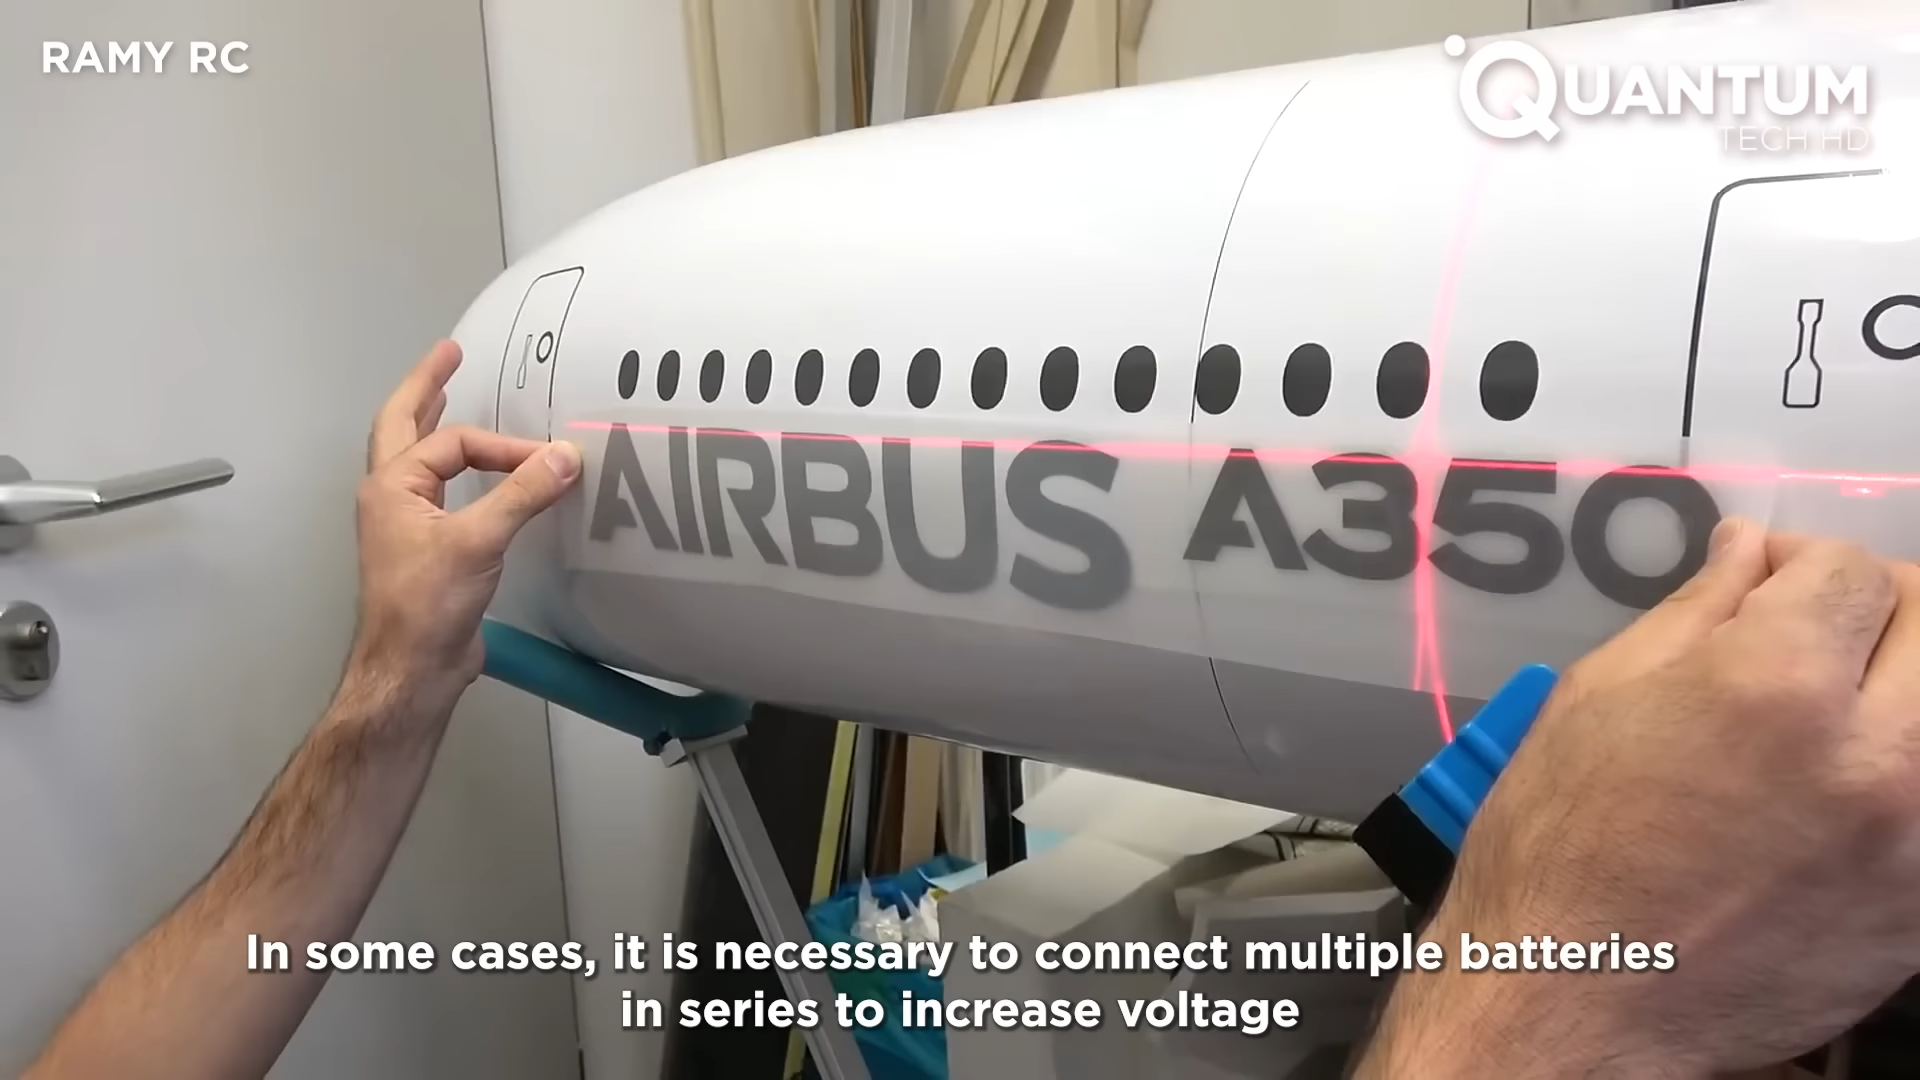 RAMY RC
QUANTUM
TECH HD
AIRBUS A350
In some cases, it is necessary to connect multiple batteries
in series to increase voltage